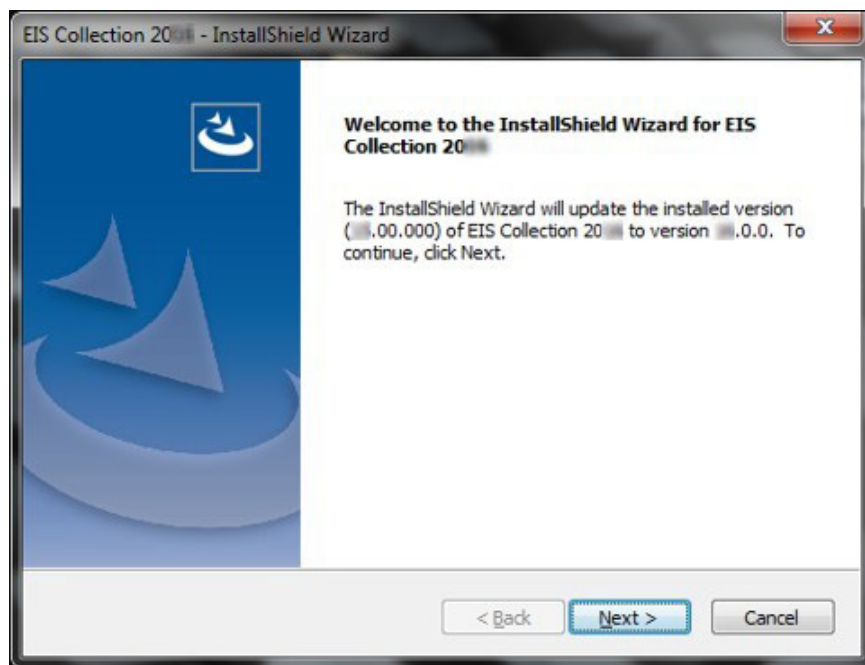 EIS Collection 20 - InstallShield Wizard
Welcome to the InstallShield Wizard for EIS
Collection 20
The InstallShield Wizard will update the installed version
( .00.000) of EIS Collection 20 to version .0.0. To
continue, click Next.
< Back
Next >
Cancel